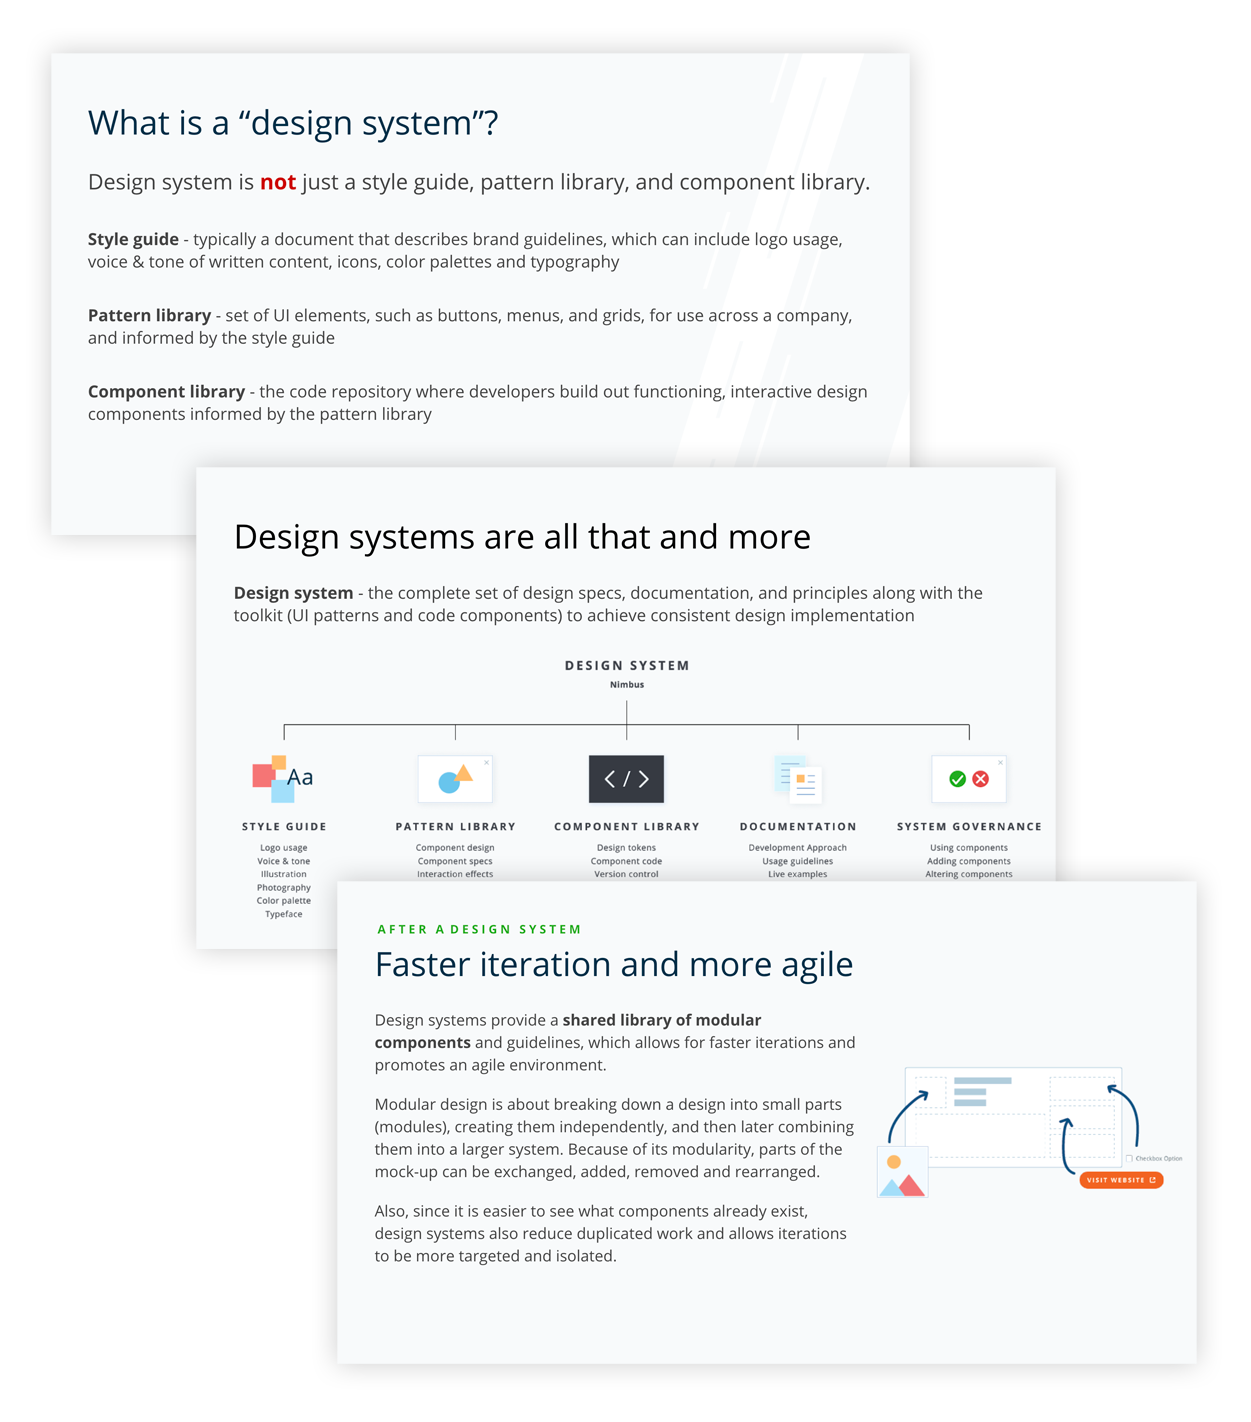 What is a “design system”?
Design system is not just a style guide, pattern library, and component library.
Style guide - typically a document that describes brand guidelines, which can include logo usage,
voice & tone of written content, icons, color palettes and typography
Pattern library - set of UI elements, such as buttons, menus, and grids, for use across a company,
and informed by the style guide
Component library - the code repository where developers build out functioning, interactive design
components informed by the pattern library
Design systems are all that and more
Design system - the complete set of design specs, documentation, and principles along with the
toolkit (UI patterns and code components) to achieve consistent design implementation
DESIGN SYSTEM
Nimbus
Aa
</>
STYLE GUIDE
Logo usage
Voice & tone
Illustration
Photography
Color palette
Typeface
PATTERN LIBRARY
Component design
Component specs
Interaction effects
COMPONENT LIBRARY
Design tokens
Component code
Version control
DOCUMENTATION
Development Approach
Usage guidelines
Live examples
SYSTEM GOVERNANCE
Using components
Adding components
Altering components
AFTER A DESIGN SYSTEM
Faster iteration and more agile
Design systems provide a shared library of modular
components and guidelines, which allows for faster iterations and
promotes an agile environment.
Modular design is about breaking down a design into small parts
(modules), creating them independently, and then later combining
them into a larger system. Because of its modularity, parts of the
mock-up can be exchanged, added, removed and rearranged.
Also, since it is easier to see what components already exist,
design systems also reduce duplicated work and allows iterations
to be more targeted and isolated.
Checkbox Option
VISIT WEBSITE